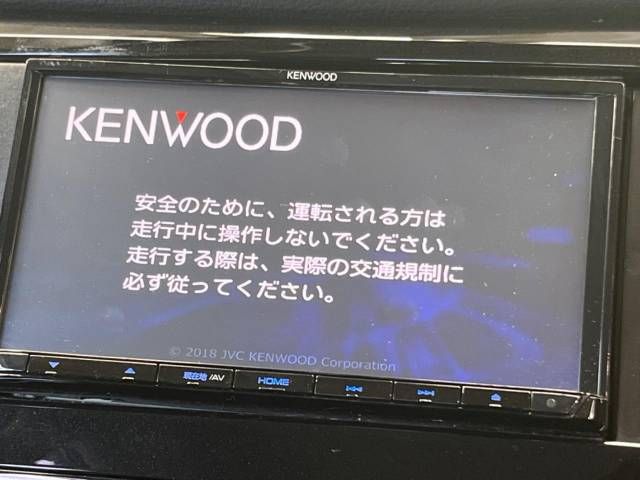 KENWOOD
KENWOOD
安全のために、運転される方は
走行中に操作しないでください。
走行する際は、実際の交通規制に
必ず従ってください。
© 2018 JVC KENWOOD Corporation
現在地/AV HOME